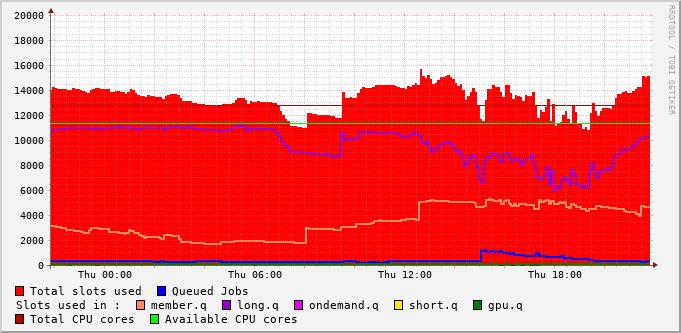 20000
18000
16000
14000
12000
10000
8000
6000
4000
2000
0
Thu 00:00 Thu 06:00 Thu 12:00 Thu 18:00
RRDTOOL / TOBI OETIKER
Total slots used Queued Jobs
Slots used in : member.q long.q ondemand.q short.q gpu.q
Total CPU cores Available CPU cores